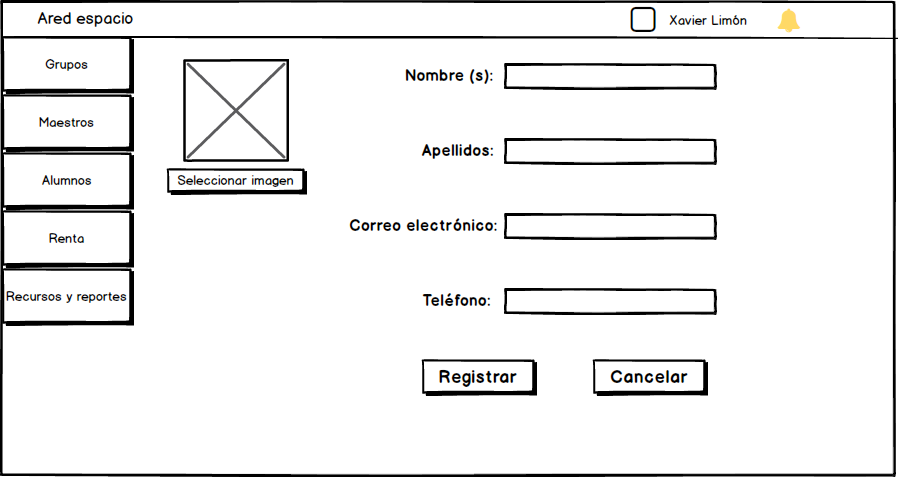 Ared espacio
Xavier Limón
Grupos
Maestros
Alumnos
Renta
Recursos y reportes
Seleccionar imagen
Nombre (s):
Apellidos:
Correo electrónico:
Teléfono:
Registrar
Cancelar